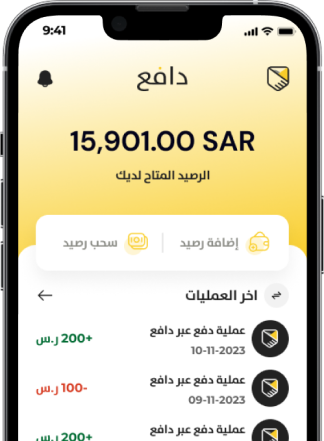 9:41
دافع
15,901.00 SAR
الرصيد المتاح لديك
إضافة رصيد
سحب رصيد
اخر العمليات
عملية دفع عبر دافع
10-11-2023
+200 ر.س
عملية دفع عبر دافع
09-11-2023
-100 ر.س
عملية دفع عبر دافع
+200 ر.س